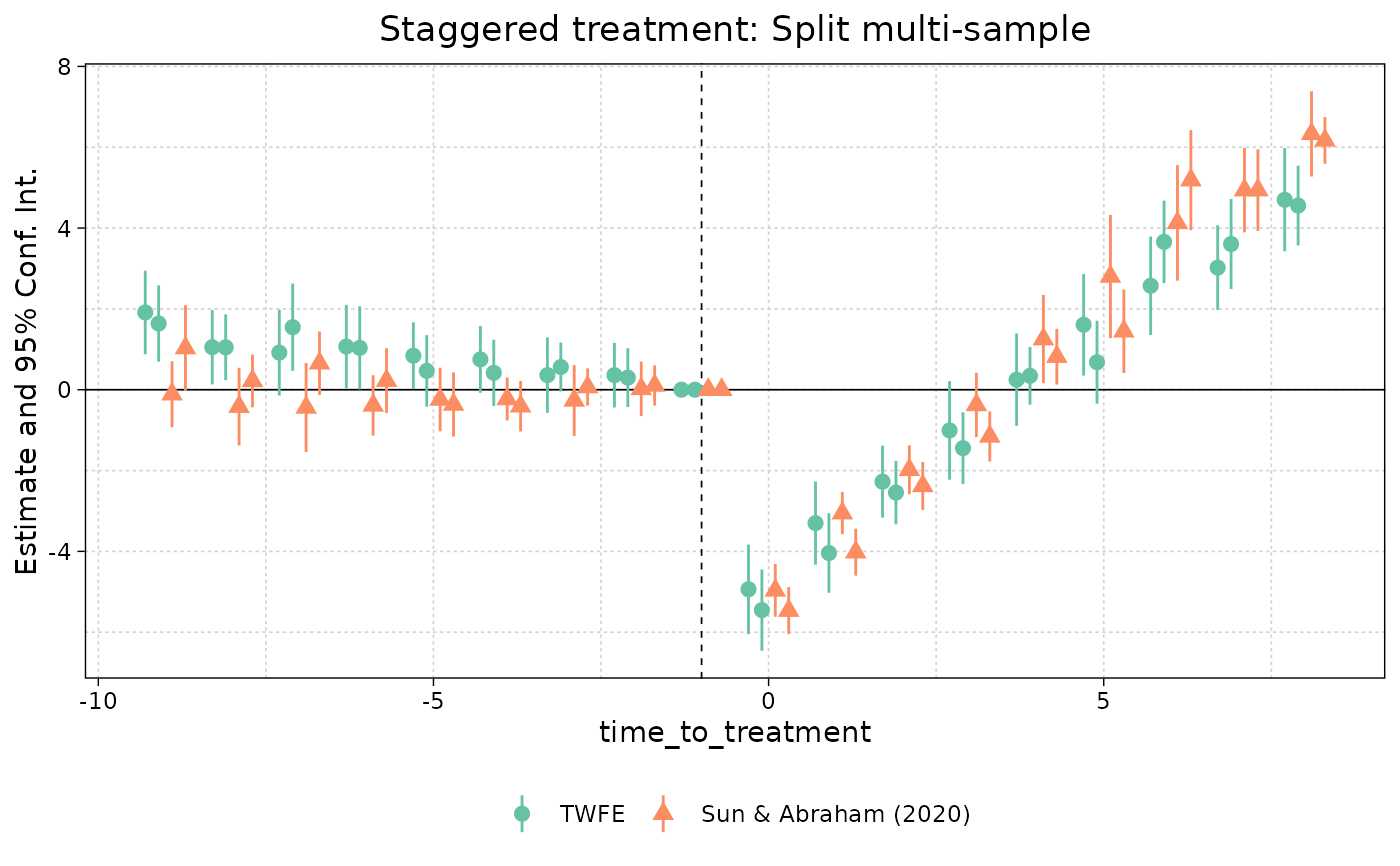 Staggered treatment: Split multi-sample
Estimate and 95% Conf. Int.
8
4
0
-4
-10
-5
0
5
time_to_treatment
TWFE
Sun & Abraham (2020)